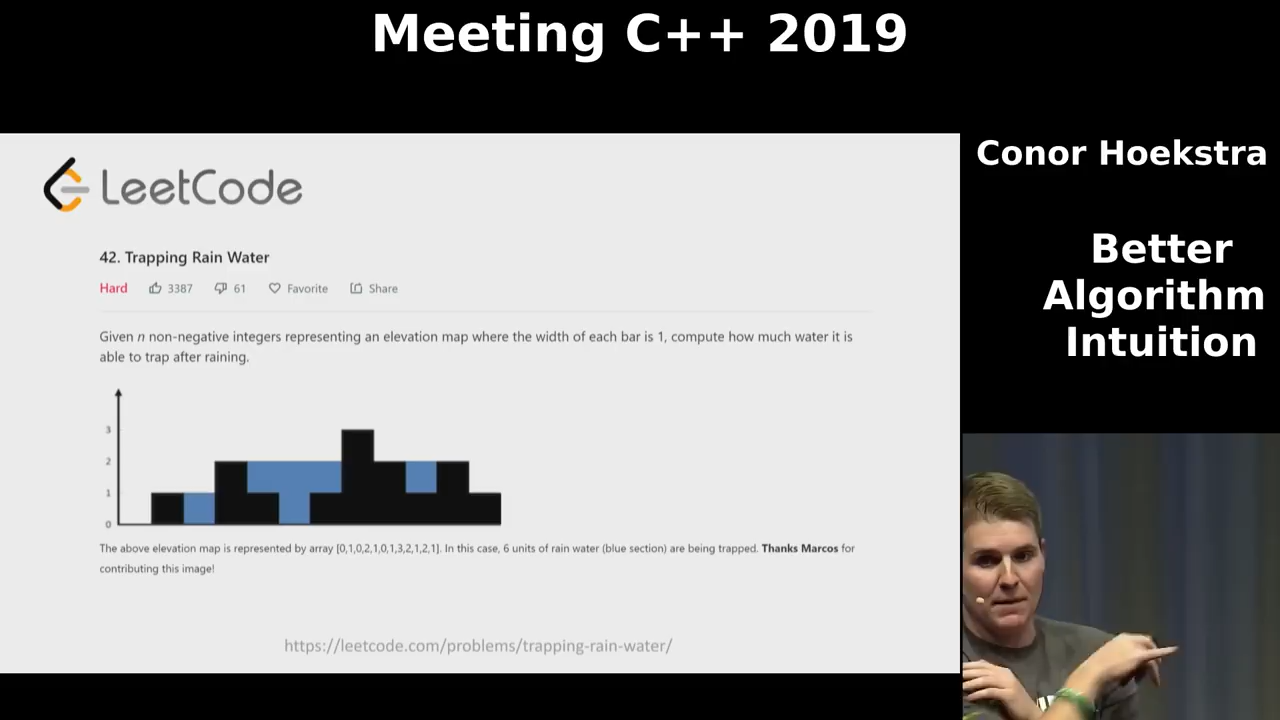 Meeting C++ 2019
Conor Hoekstra
Better
Algorithm
Intuition
LeetCode
42. Trapping Rain Water
Hard 3387 61 Favorite Share
Given n non-negative integers representing an elevation map where the width of each bar is 1, compute how much water it is
able to trap after raining.
3
2
1
0
The above elevation map is represented by array [0,1,0,2,1,0,1,3,2,1,2,1]. In this case, 6 units of rain water (blue section) are being trapped. Thanks Marcos for
contributing this image!
https://leetcode.com/problems/trapping-rain-water/